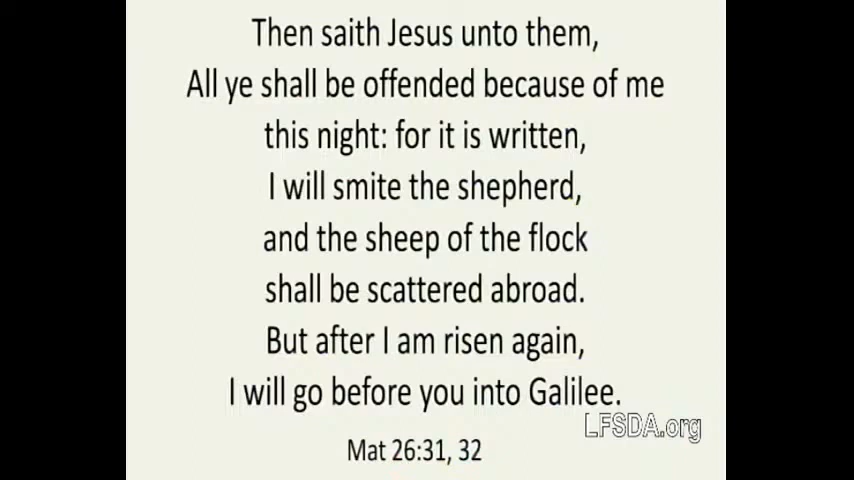 Then saith Jesus unto them,
All ye shall be offended because of me
this night: for it is written,
I will smite the shepherd,
and the sheep of the flock
shall be scattered abroad.
But after I am risen again,
I will go before you into Galilee.
LFSDA.org
Mat 26:31, 32